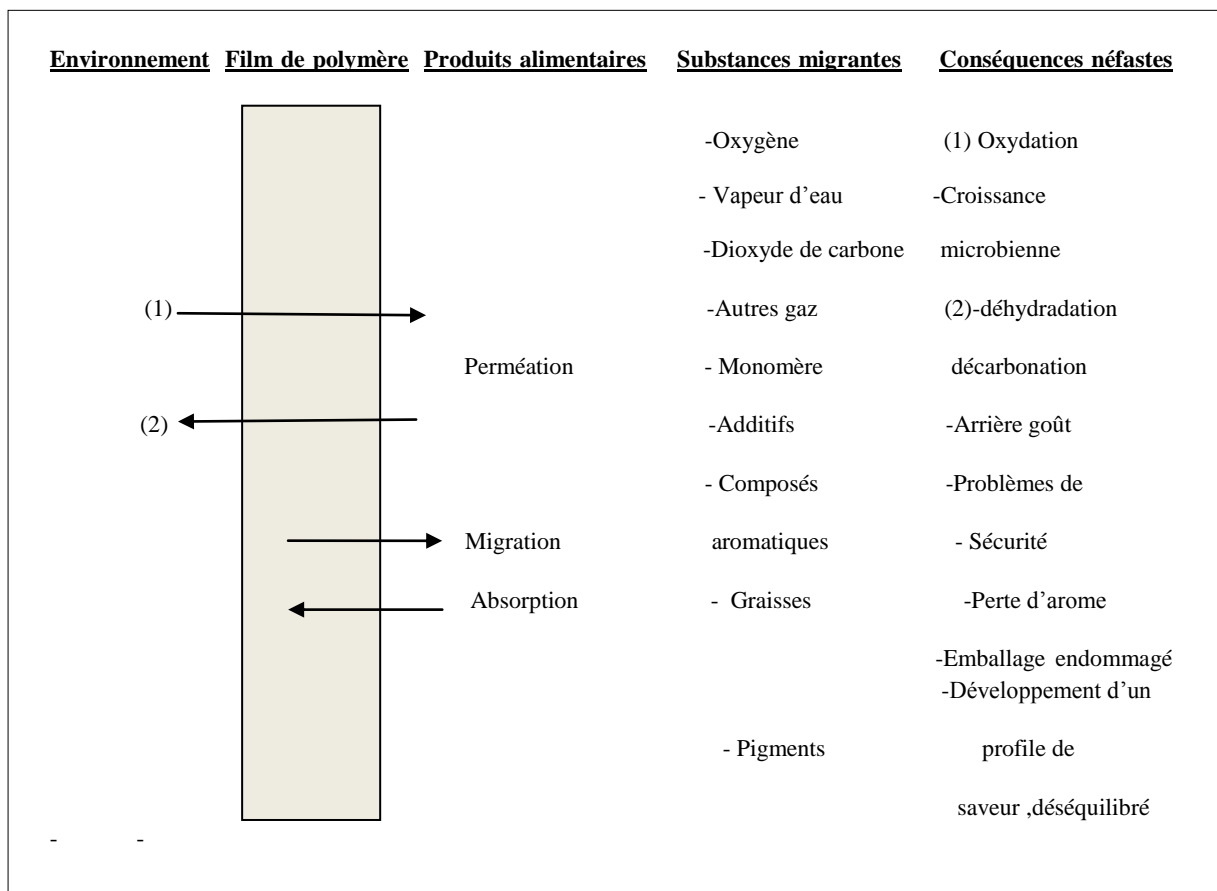 Environnement Film de polymère Produits alimentaires Substances migrantes Conséquences néfastes
-Oxygène (1) Oxydation
- Vapeur d’eau -Croissance
-Dioxyde de carbone microbienne
(1) -Autres gaz (2)-déhydradation
Perméation - Monomère décarbonation
(2) -Additifs -Arrière goût
- Composés -Problèmes de
Migration aromatiques - Sécurité
Absorption - Graisses -Perte d’arome
-Emballage endommagé
-Développement d’un
- Pigments profile de
saveur ,déséquilibré
- -